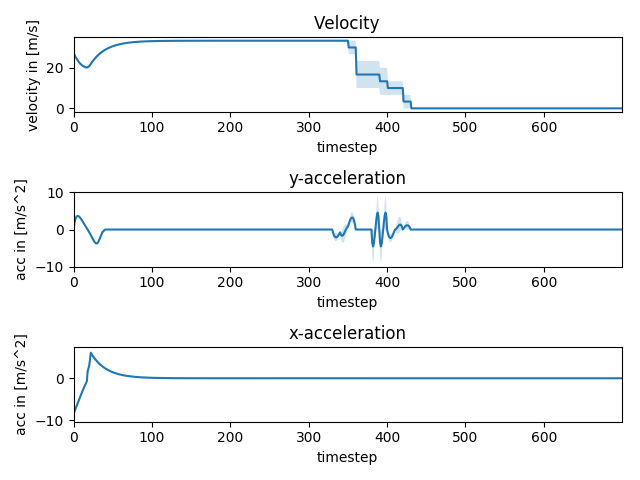 Velocity
velocity in [m/s]
20
0
0 100 200 300 400 500 600
timestep
y-acceleration
acc in [m/s^2]
10
0
−10
0 100 200 300 400 500 600
timestep
x-acceleration
acc in [m/s^2]
0
−10
0 100 200 300 400 500 600
timestep